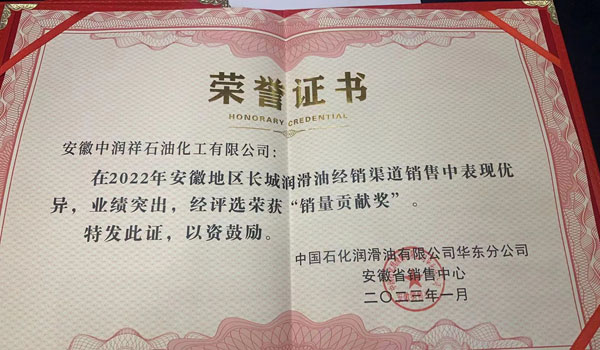 荣誉证书
HONORARY CREDENTIAL
安徽中润祥石油化工有限公司：
在2022年安徽地区长城润滑油经销渠道销售中表现优
异，业绩突出，经评选荣获“销量贡献奖”。
特发此证，以资鼓励。
中国石化润滑油有限公司华东分公司
安徽省销售中心
二〇二三年一月